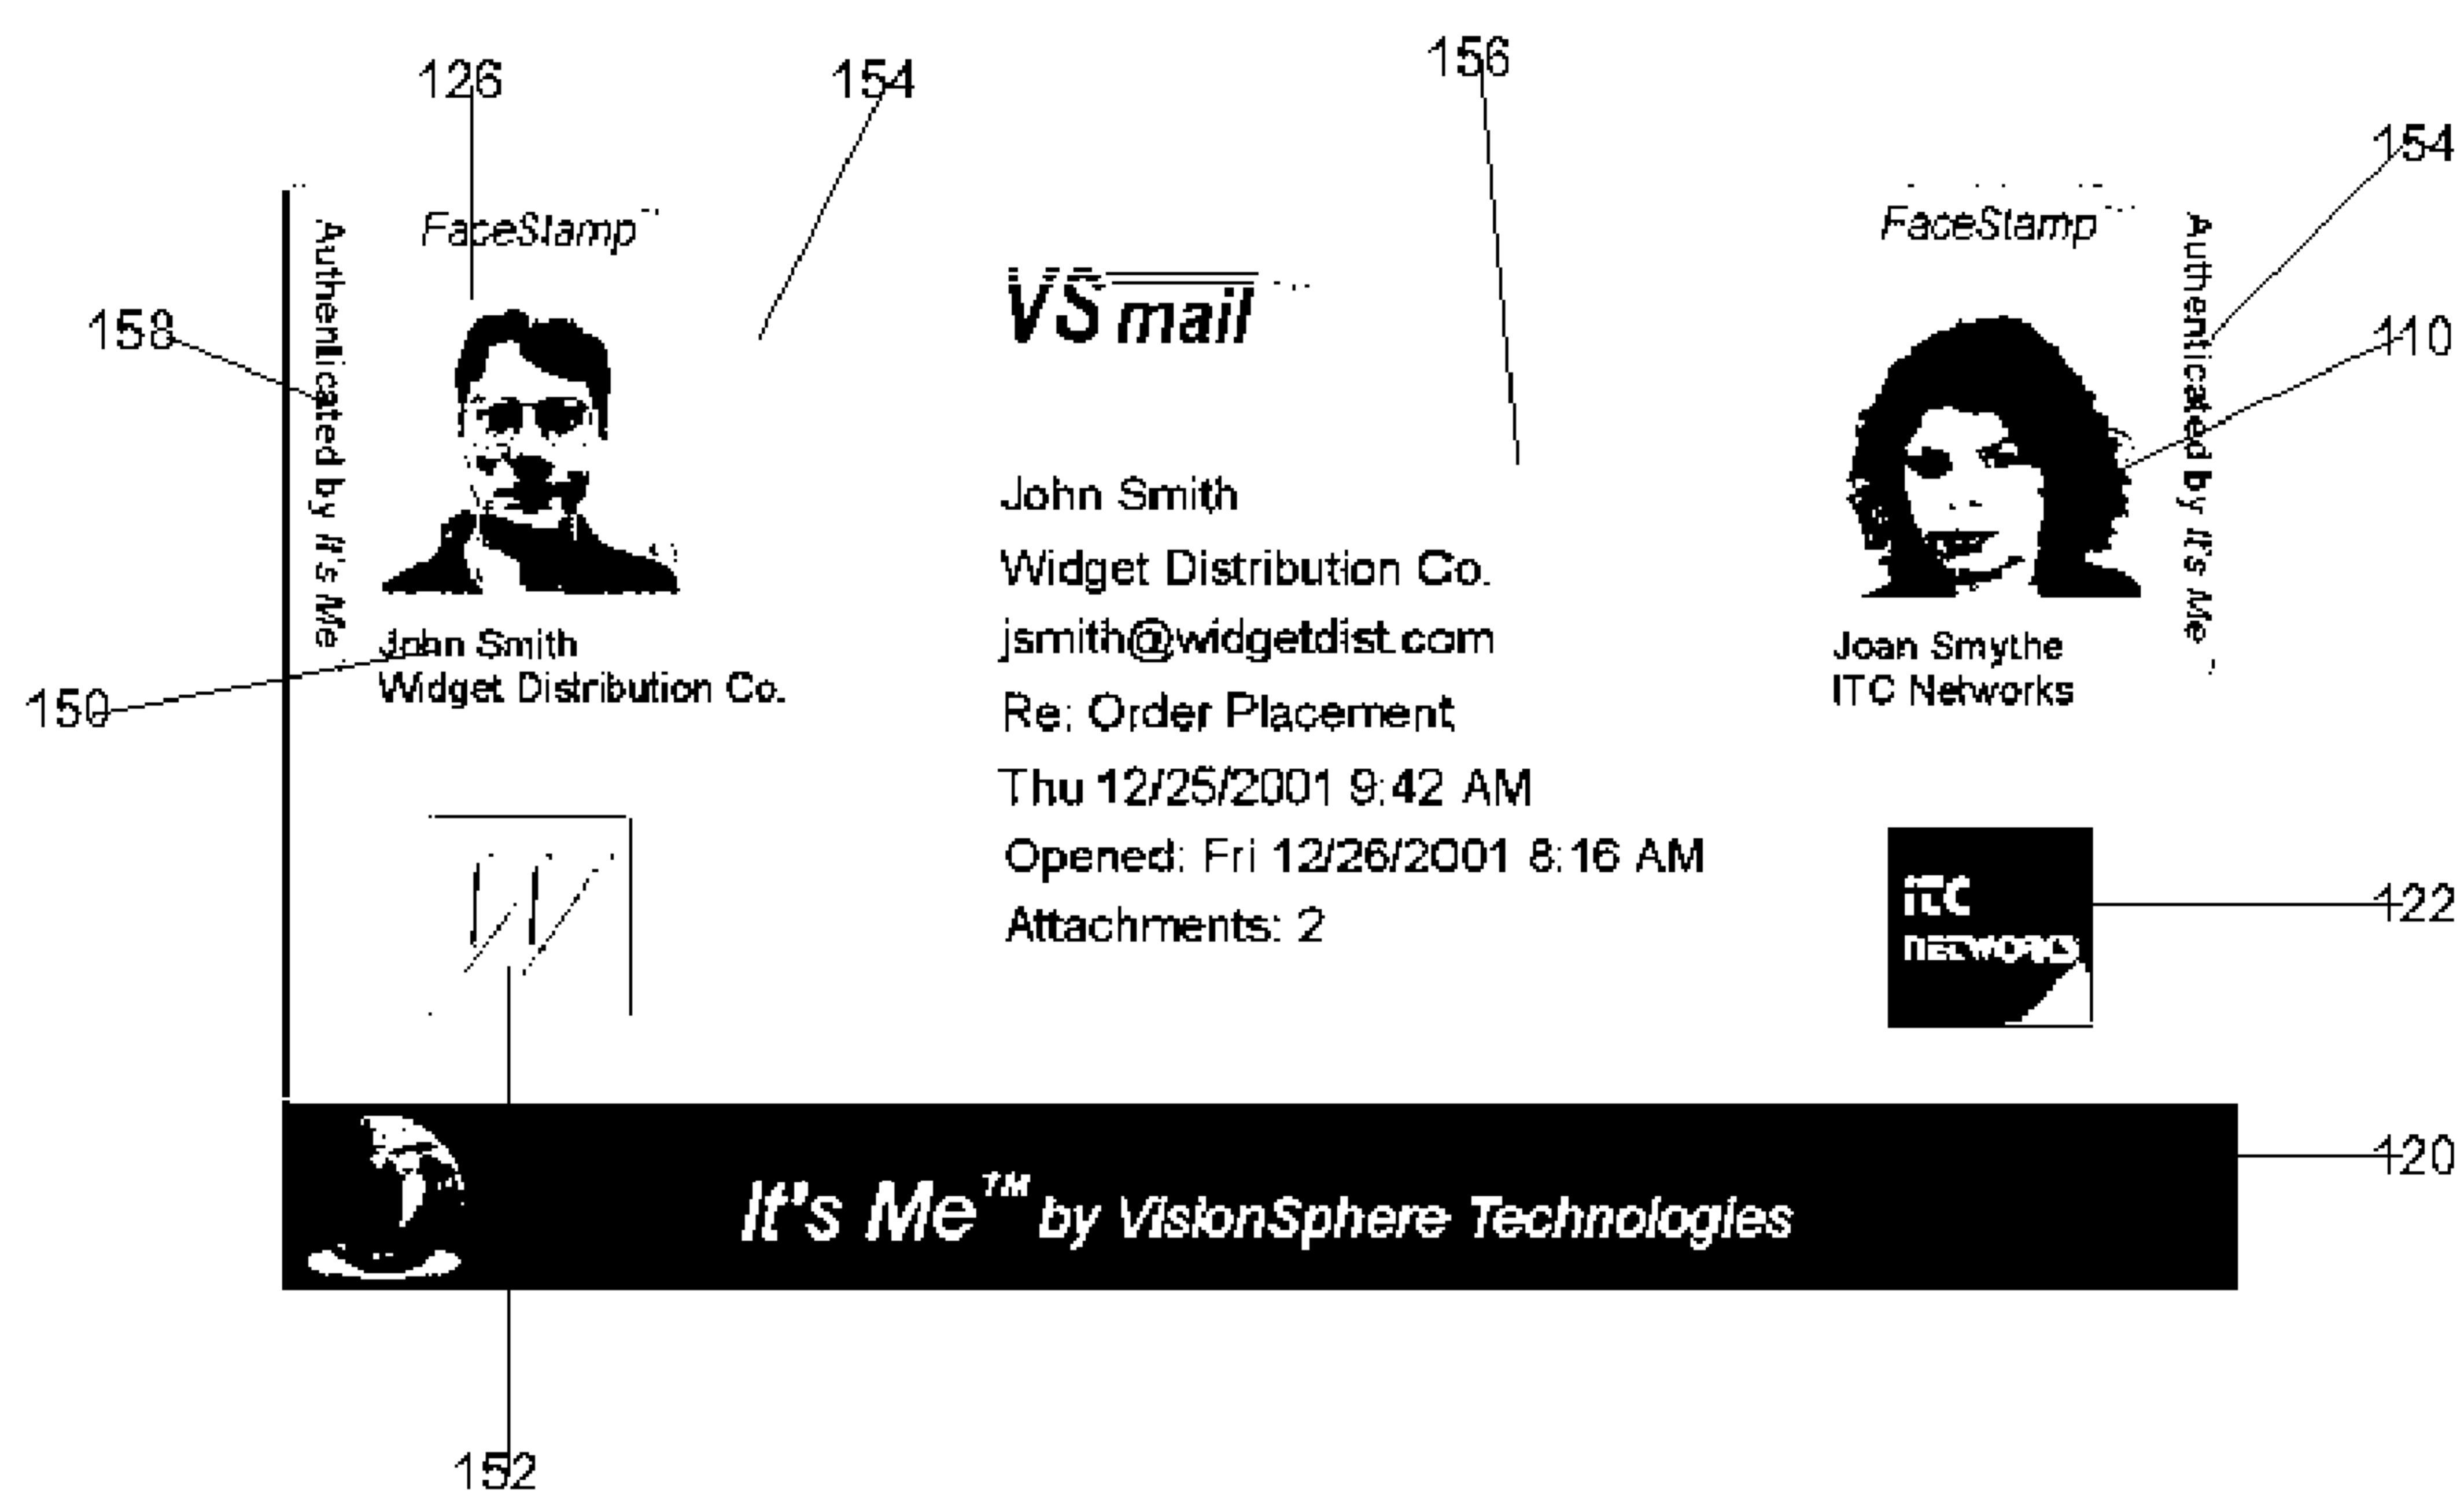 126
154
156
154
FaceStamp
FaceStamp
Authenticated by It's Me
VSmail
Authenticated by It's Me
158
110
John Smith
Widget Distribution Co.
jsmith@widgetdist.com
Re: Order Placement
Thu 12/25/2001 9:42 AM
Opened: Fri 12/26/2001 8:16 AM
Attachments: 2
John Smith
Widget Distribution Co.
Joan Smythe
ITC Networks
150
itc
networks
122
It's Me™ by VisionSphere Technologies
120
152